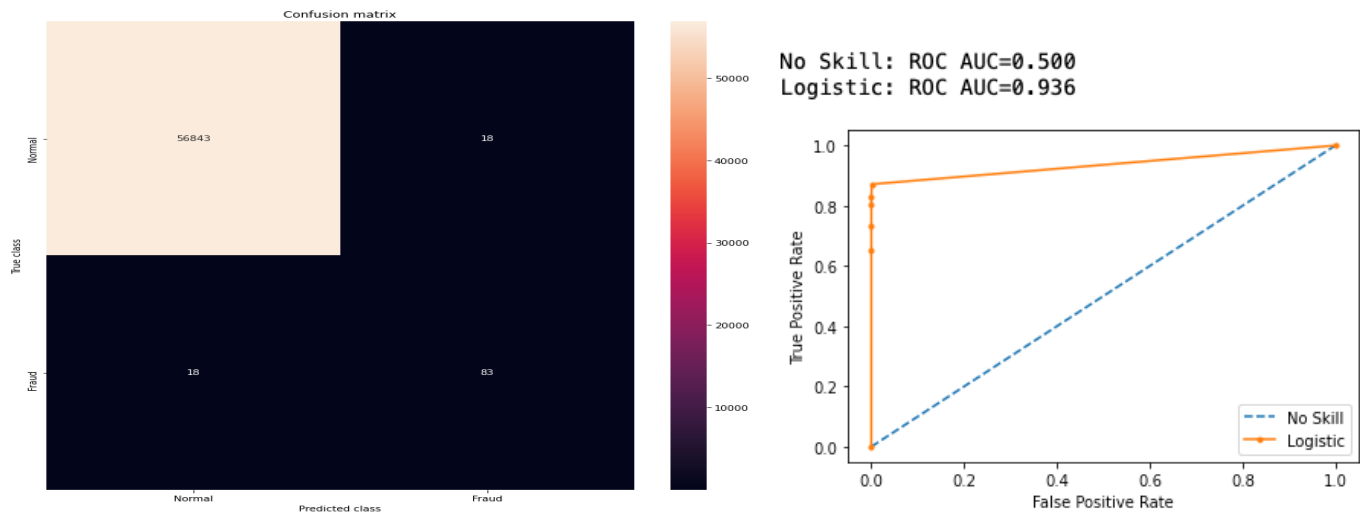 Confusion matrix
Normal
Fraud
True class
56843
18
18
83
Normal
Fraud
Predicted class
50000
40000
30000
20000
10000
No Skill: ROC AUC=0.500
Logistic: ROC AUC=0.936
1.0
0.8
0.6
0.4
0.2
0.0
True Positive Rate
No Skill
Logistic
0.0
0.2
0.4
0.6
0.8
1.0
False Positive Rate